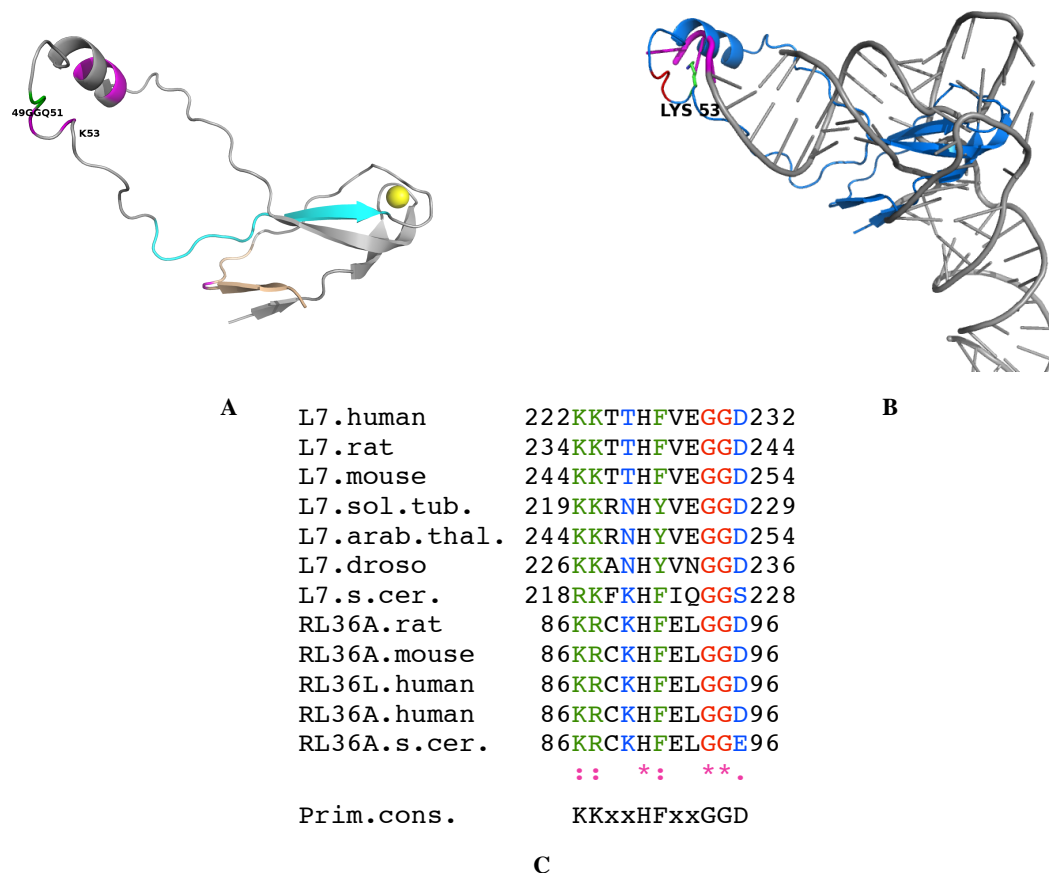 49GGQ51
K53
LYS 53
A
B
L7.human 222KKTTHFVEGGD232
L7.rat 234KKTTHFVEGGD244
L7.mouse 244KKTTHFVEGGD254
L7.sol.tub. 219KKRNHYVEGGD229
L7.arab.thal. 244KKRNHYVEGGD254
L7.droso 226KKANHYVNGGD236
L7.s.cer. 218RKFKHFIQGGS228
RL36A.rat 86KRCKHFELGGD96
RL36A.mouse 86KRCKHFELGGD96
RL36L.human 86KRCKHFELGGD96
RL36A.human 86KRCKHFELGGD96
RL36A.s.cer. 86KRCKHFELGGE96
:: *: **.
Prim.cons. KKxxHFxxGGD
C